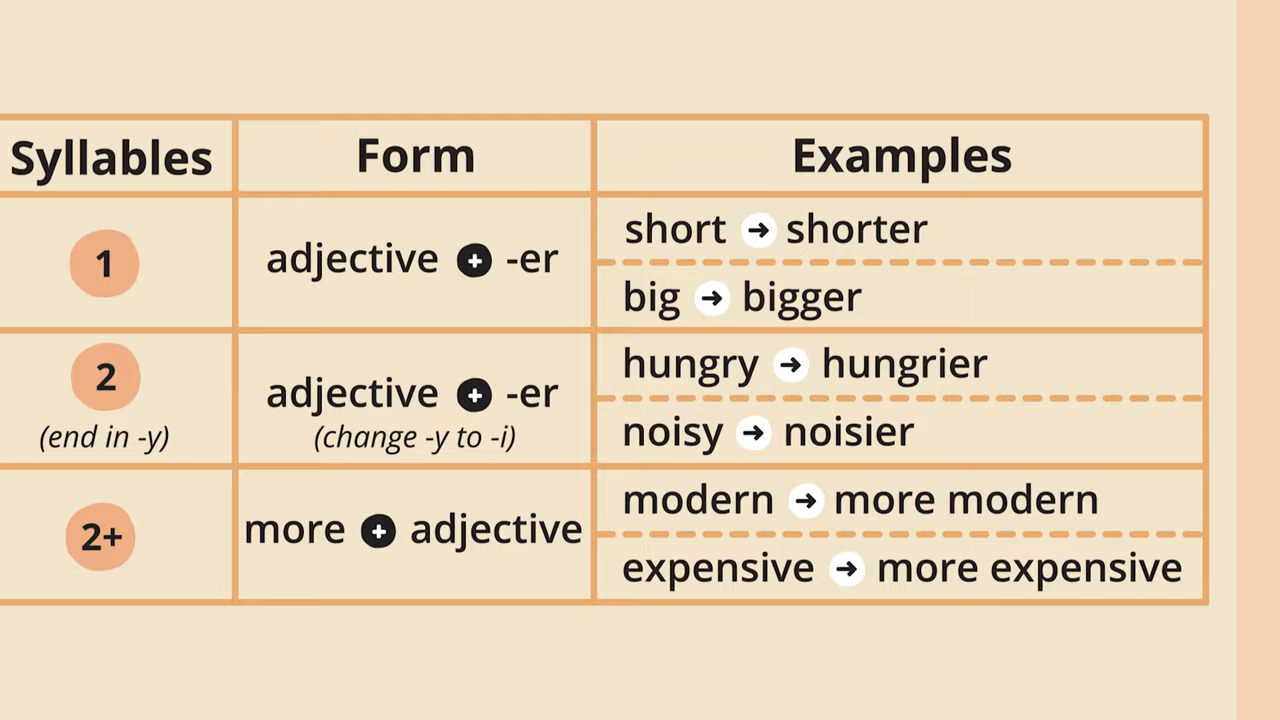 Syllables Form Examples
1 adjective + -er short → shorter
big → bigger
2 (end in -y) adjective + -er (change -y to -i) hungry → hungrier
noisy → noisier
2+ more + adjective modern → more modern
expensive → more expensive